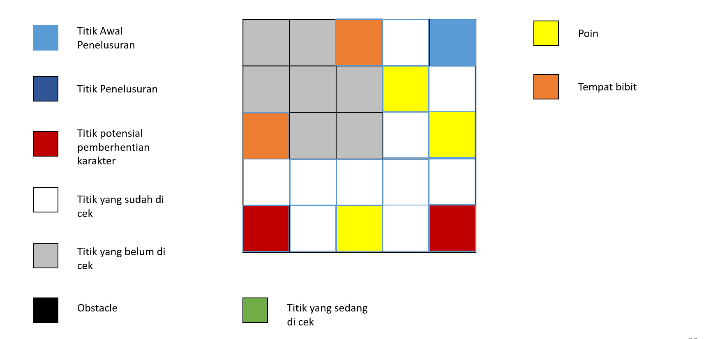 Titik Awal
Penelusuran
Titik Penelusuran
Titik potensial
pemberhentian
karakter
Titik yang sudah di
cek
Titik yang belum di
cek
Obstacle
Titik yang sedang
di cek
Poin
Tempat bibit